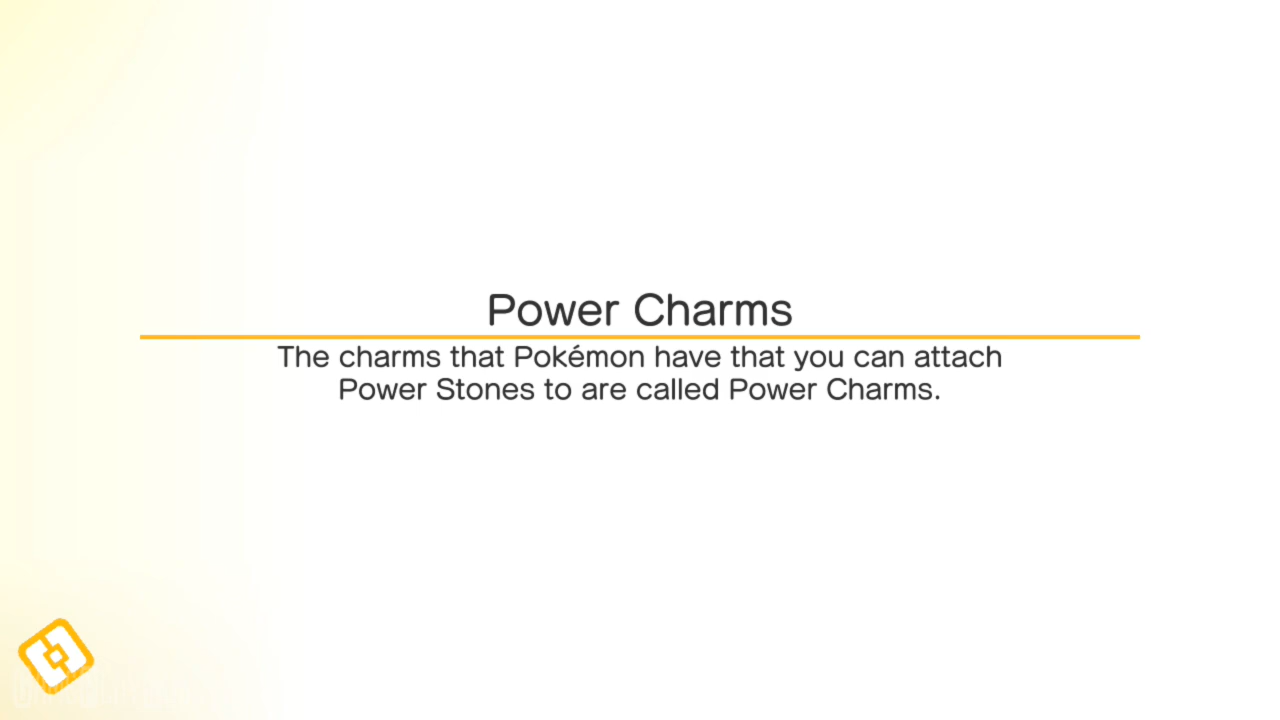 Power Charms
The charms that Pokémon have that you can attach
Power Stones to are called Power Charms.